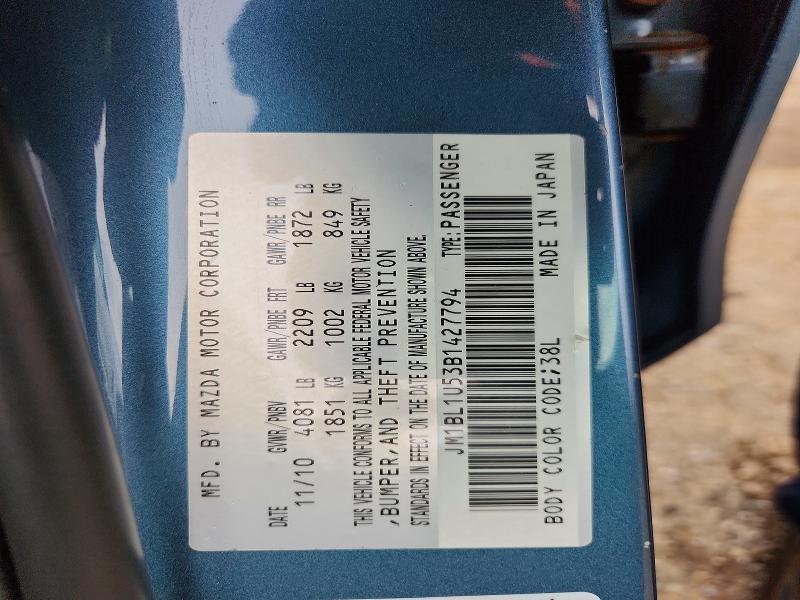 MFD. BY MAZDA MOTOR CORPORATION
DATE GVWR/PNBV GAWR/PNBE FRT GAWR/PNBE RR
11/10 4081 LB 2209 LB 1872 LB
1851 KG 1002 KG 849 KG
THIS VEHICLE CONFORMS TO ALL APPLICABLE FEDERAL MOTOR VEHICLE SAFETY
,BUMPER,AND THEFT PREVENTION
STANDARDS IN EFFECT ON THE DATE OF MANUFACTURE SHOWN ABOVE.
JM1BL1U53B1427794 TYPE:PASSENGER
BODY COLOR CODE;38L MADE IN JAPAN